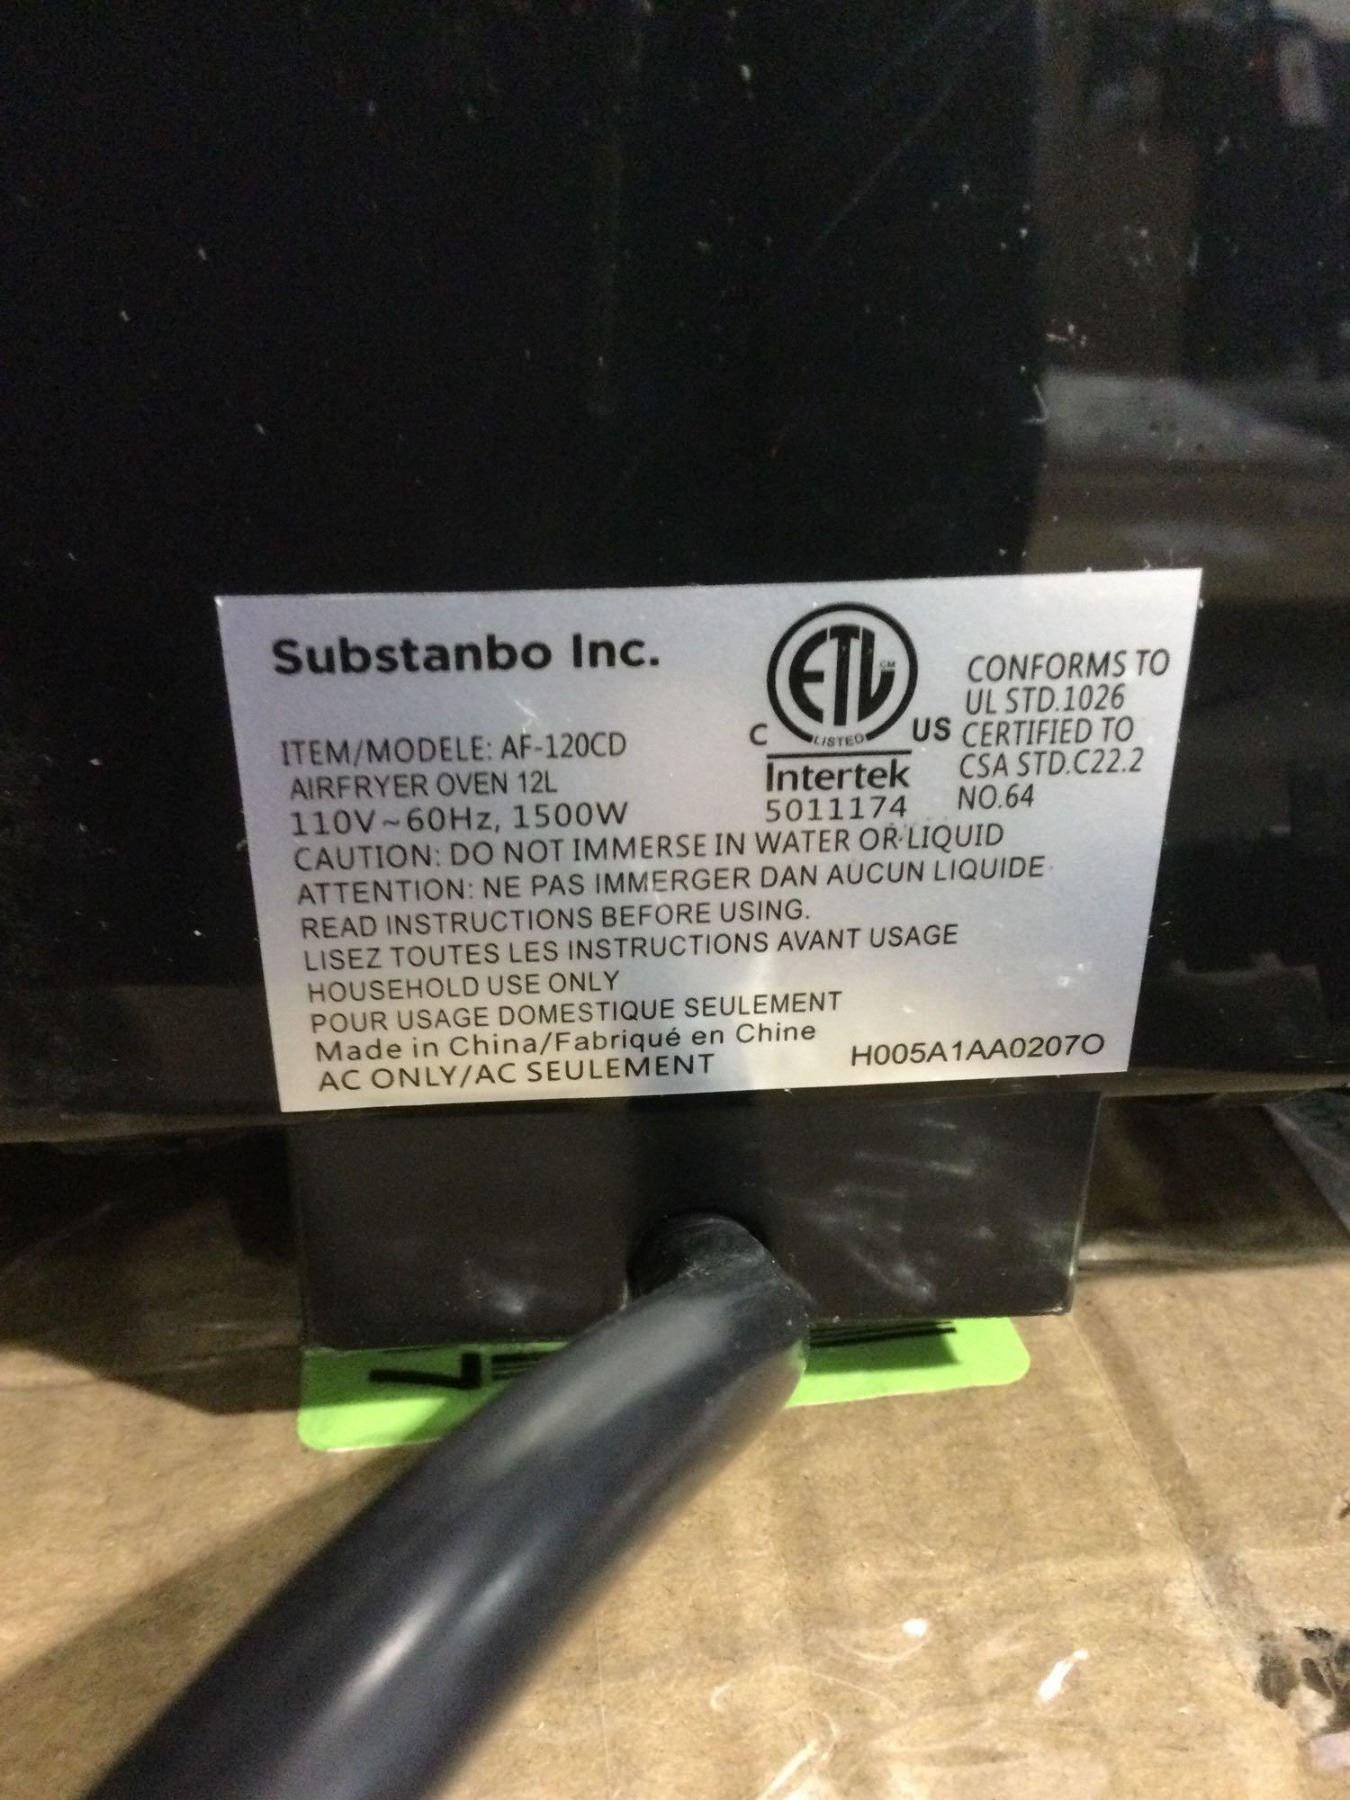 Substanbo Inc.
ITEM/MODELE: AF-120CD
AIRFRYER OVEN 12L
110V~60Hz, 1500W
ETL CM
LISTED
C US
Intertek
5011174
CONFORMS TO
UL STD.1026
CERTIFIED TO
CSA STD.C22.2
NO.64
CAUTION: DO NOT IMMERSE IN WATER OR LIQUID
ATTENTION: NE PAS IMMERGER DAN AUCUN LIQUIDE
READ INSTRUCTIONS BEFORE USING.
LISEZ TOUTES LES INSTRUCTIONS AVANT USAGE
HOUSEHOLD USE ONLY
POUR USAGE DOMESTIQUE SEULEMENT
Made in China/Fabriqué en Chine
AC ONLY/AC SEULEMENT
H005A1AA0207O